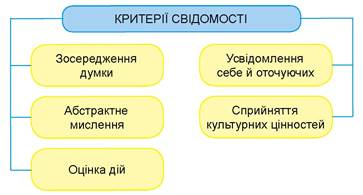 КРИТЕРІЇ СВІДОМОСТІ
Зосередження
думки
Абстрактне
мислення
Оцінка дій
Усвідомлення
себе й оточуючих
Сприйняття
культурних цінностей